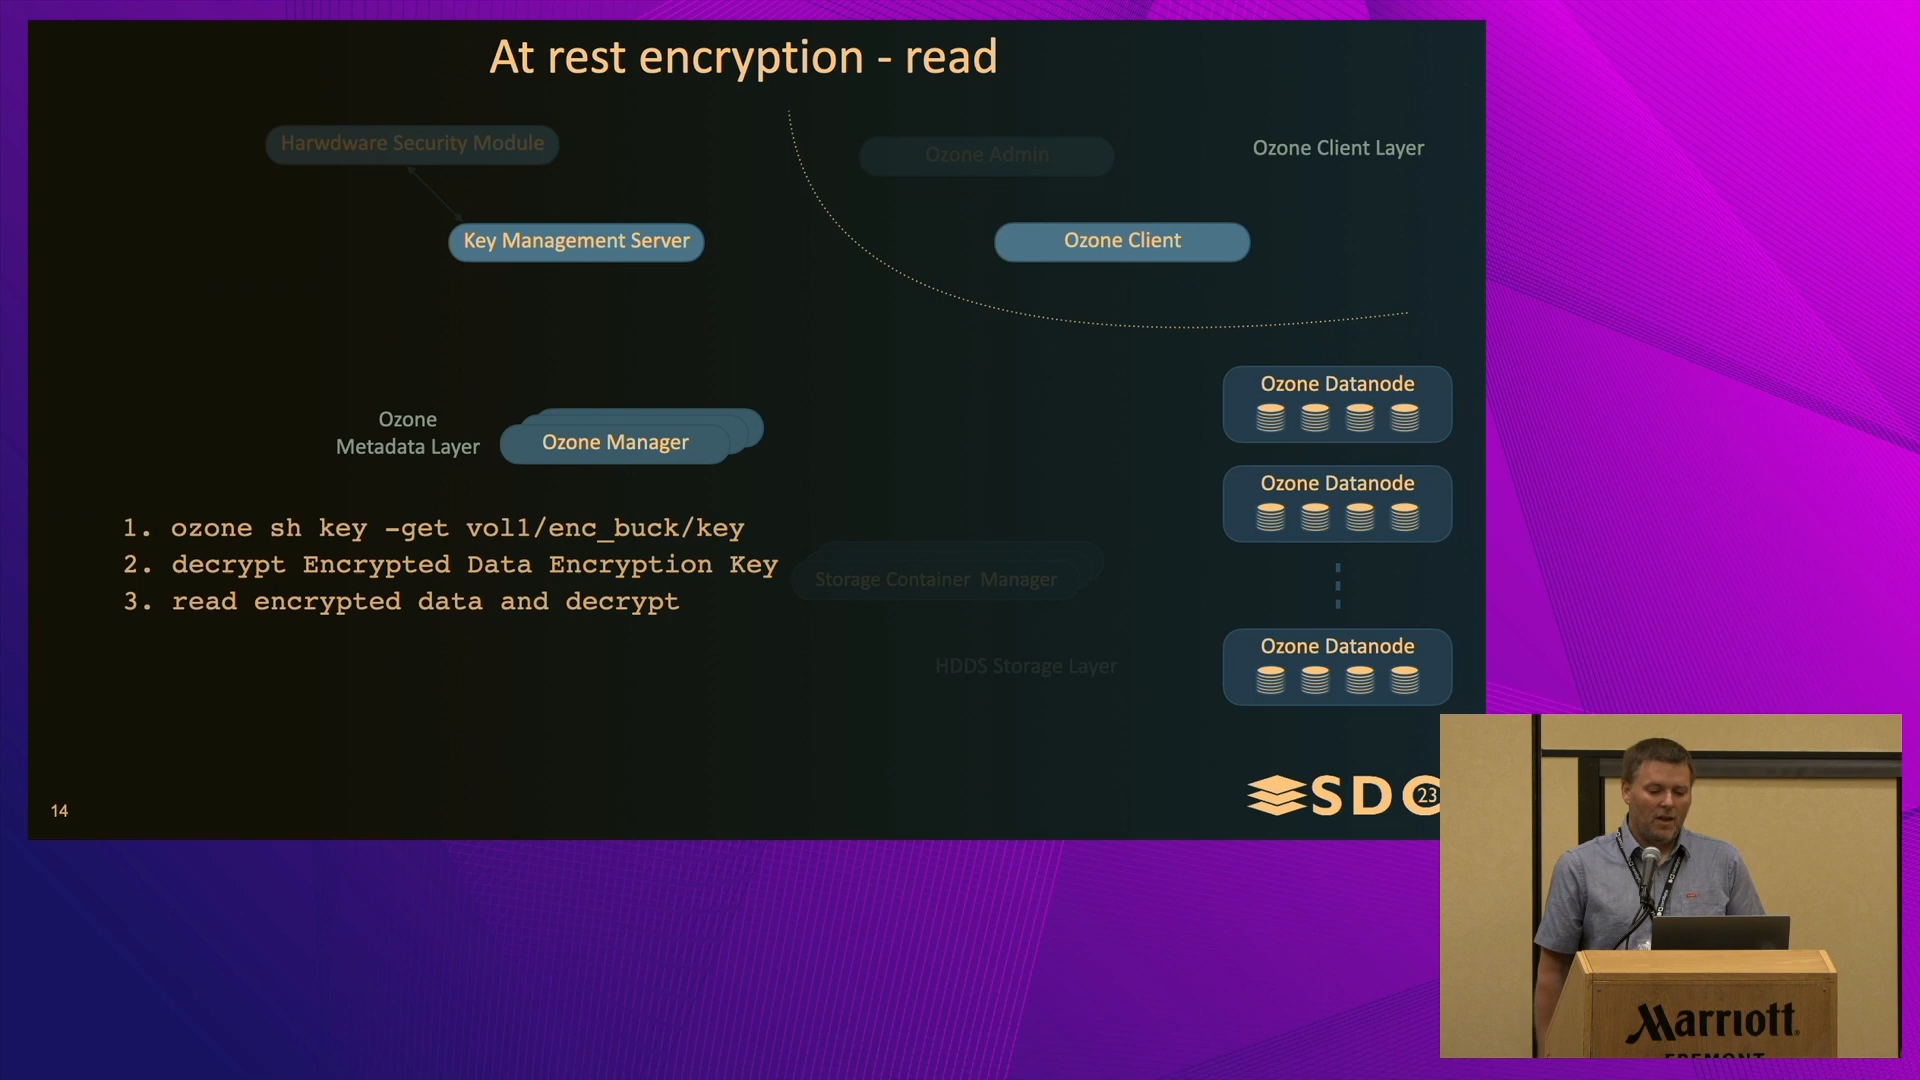 At rest encryption - read
Harwdware Security Module
Ozone Admin
Ozone Client Layer
Key Management Server
Ozone Client
Ozone Datanode
Ozone
Metadata Layer
Ozone Manager
Ozone Datanode
1. ozone sh key -get vol1/enc_buck/key
2. decrypt Encrypted Data Encryption Key
3. read encrypted data and decrypt
Storage Container Manager
Ozone Datanode
HDDS Storage Layer
SDC
23
14
Marriott
FREMONT